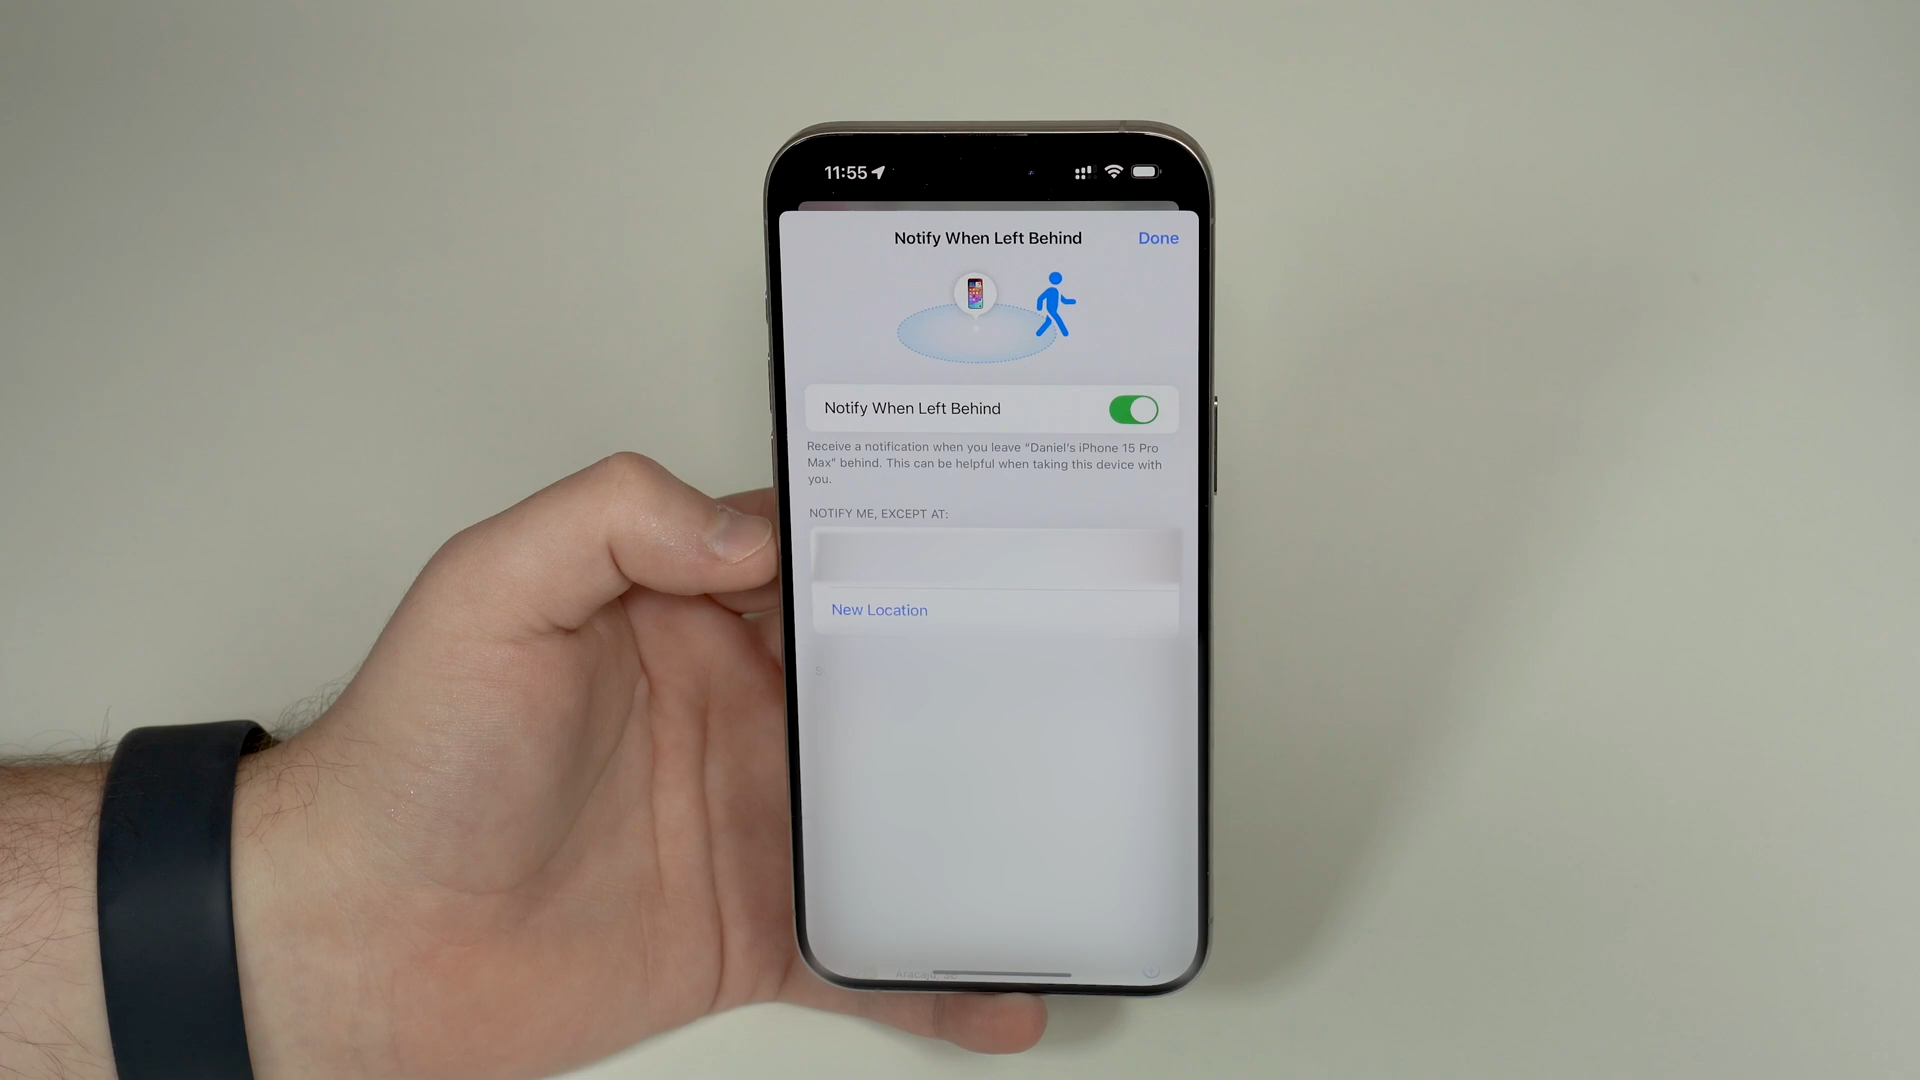 11:55
Notify When Left Behind Done
Notify When Left Behind
Receive a notification when you leave “Daniel’s iPhone 15 Pro
Max” behind. This can be helpful when taking this device with
you.
NOTIFY ME, EXCEPT AT:
New Location
Aracaju, SE